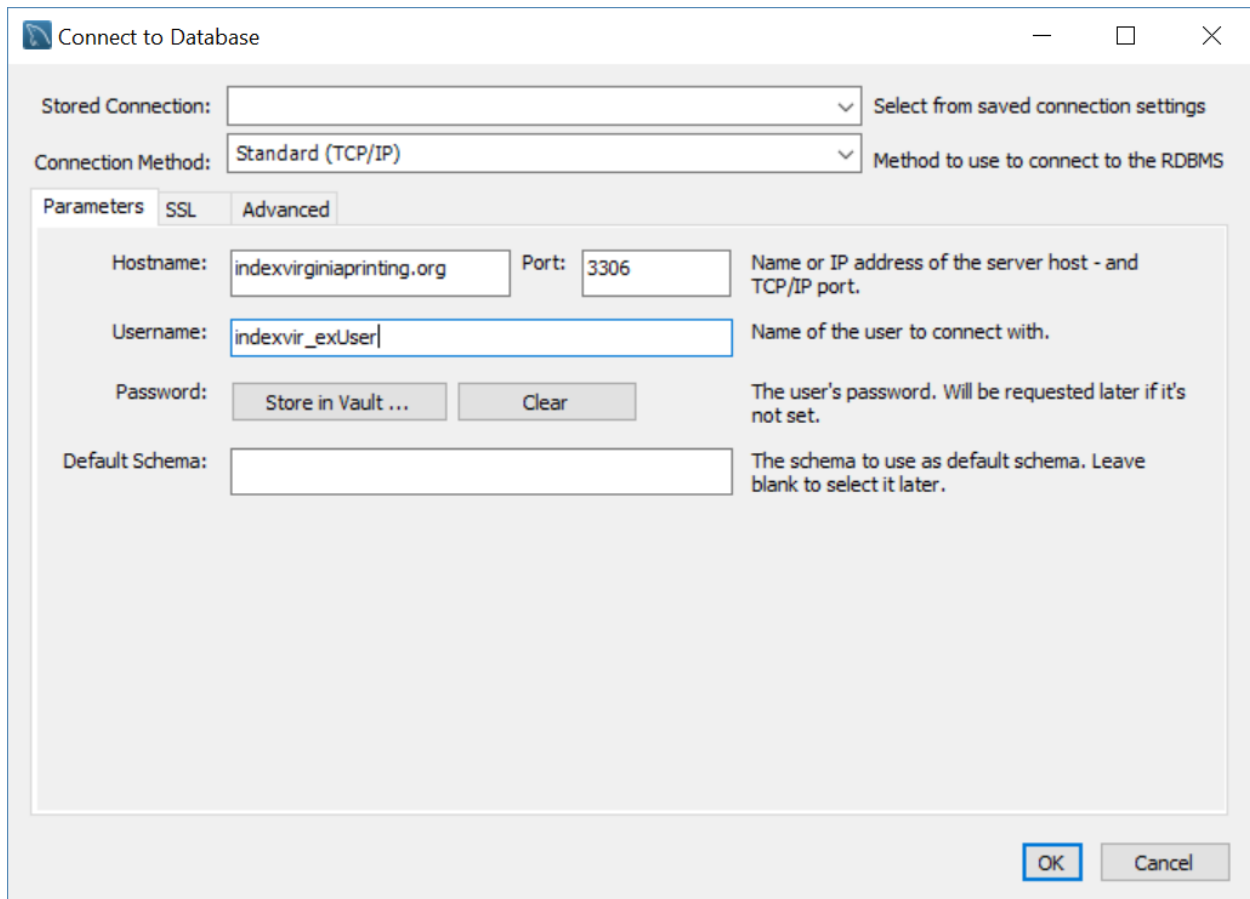 Connect to Database
Stored Connection:
Select from saved connection settings
Connection Method:
Standard (TCP/IP)
Method to use to connect to the RDBMS
Parameters
SSL
Advanced
Hostname:
indexvirginiaprinting.org
Port:
3306
Name or IP address of the server host - and
TCP/IP port.
Username:
indexvir_exUser
Name of the user to connect with.
Password:
Store in Vault ...
Clear
The user's password. Will be requested later if it's
not set.
Default Schema:
The schema to use as default schema. Leave
blank to select it later.
OK
Cancel